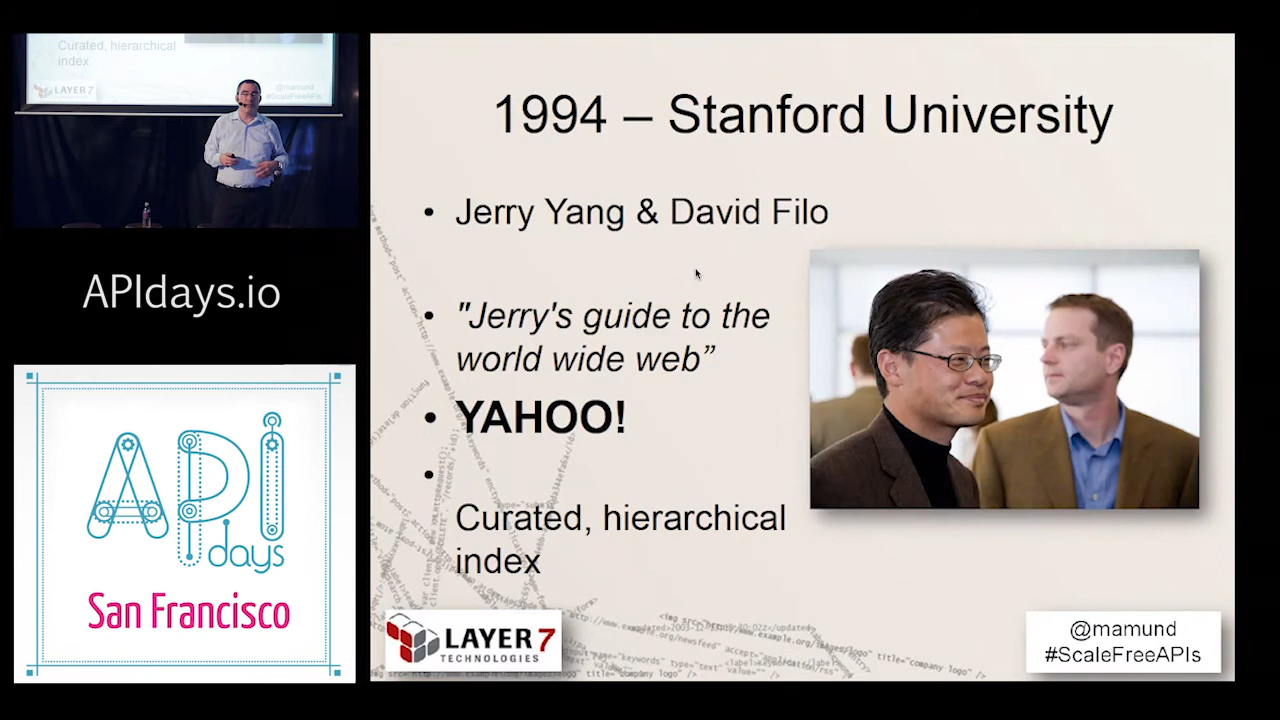 Curated, hierarchical
index
LAYER 7
@mamund
#ScaleFreeAPIs
APIdays.io
API
days
San Francisco
1994 – Stanford University
• Jerry Yang & David Filo
• "Jerry's guide to the
world wide web”
• YAHOO!
•
Curated, hierarchical
index
LAYER 7
TECHNOLOGIES
@mamund
#ScaleFreeAPIs